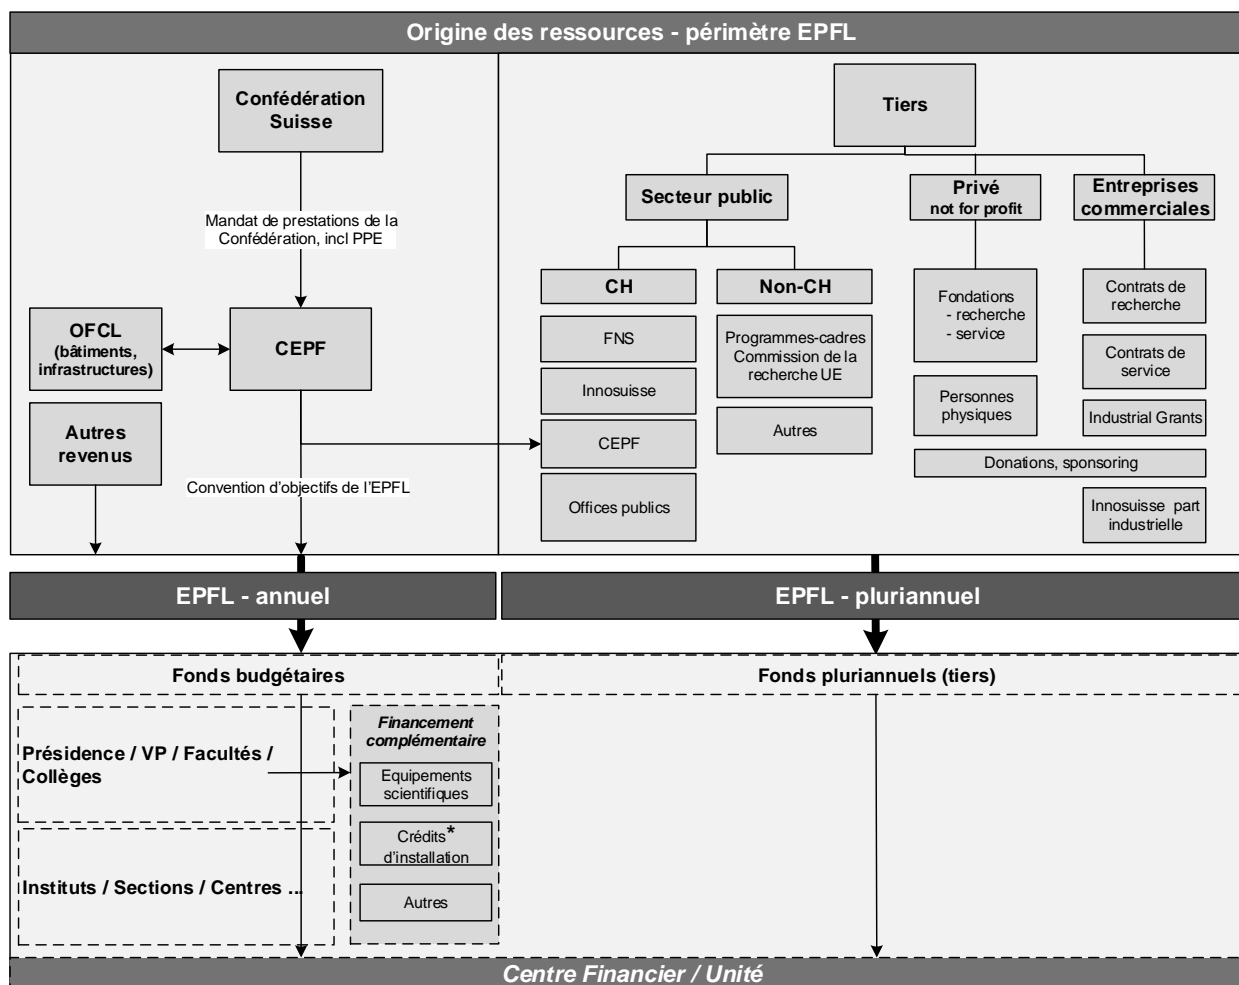 Origine des ressources - périmètre EPFL
Confédération
Suisse
Mandat de prestations de la
Confédération, incl PPE
OFCL
(bâtiments,
infrastructures)
CEPF
Autres
revenus
Convention d'objectifs de l'EPFL
Tiers
Secteur public
Privé
not for profit
Entreprises
commerciales
CH
Non-CH
FNS
Innosuisse
CEPF
Offices publics
Programmes-cadres
Commission de la
recherche UE
Autres
Fondations
- recherche
- service
Personnes
physiques
Contrats de
recherche
Contrats de
service
Industrial Grants
Donations, sponsoring
Innosuisse part
industrielle
EPFL - annuel
EPFL - pluriannuel
Fonds budgétaires
Fonds pluriannuels (tiers)
Présidence / VP / Facultés /
Collèges
Financement
complémentaire
Equipements
scientifiques
Crédits*
d'installation
Autres
Instituts / Sections / Centres ...
Centre Financier / Unité